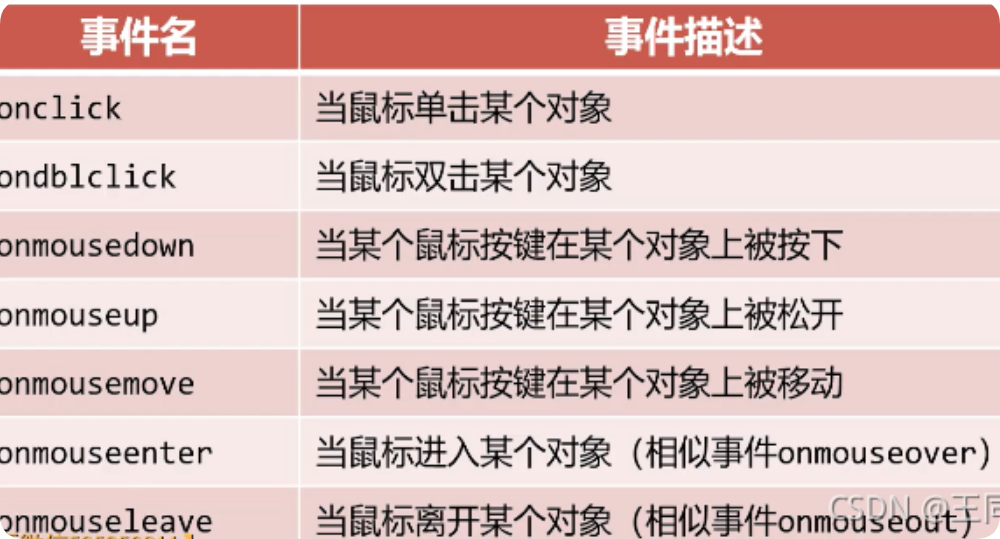 事件名 事件描述
onclick 当鼠标单击某个对象
ondblclick 当鼠标双击某个对象
onmousedown 当某个鼠标按键在某个对象上被按下
onmouseup 当某个鼠标按键在某个对象上被松开
onmousemove 当某个鼠标按键在某个对象上被移动
onmouseenter 当鼠标进入某个对象（相似事件onmouseover）
onmouseleave 当鼠标离开某个对象（相似事件onmouseout）
CSDN @王同